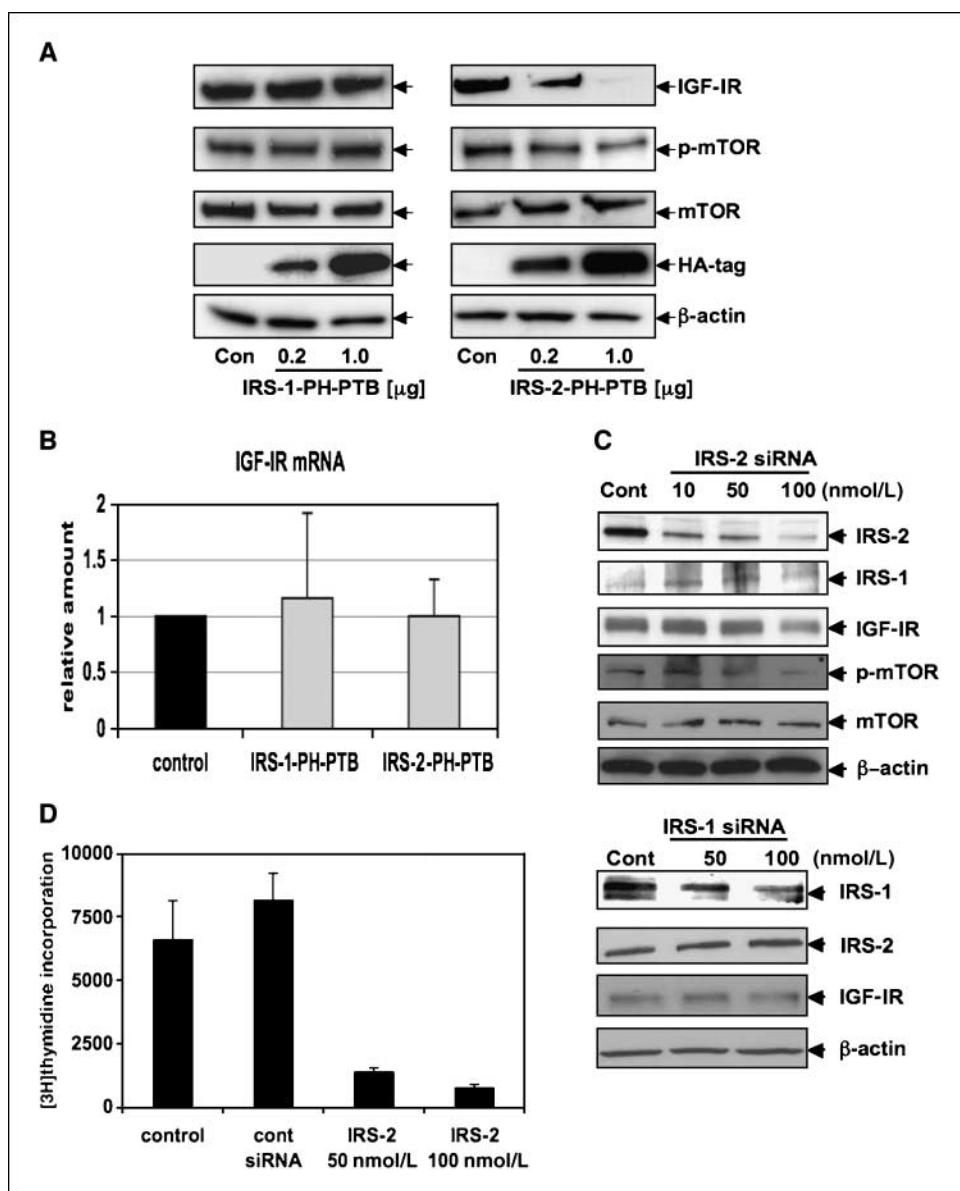 A
IGF-IR
p-mTOR
mTOR
HA-tag
β-actin
Con 0.2 1.0 Con 0.2 1.0
IRS-1-PH-PTB [μg] IRS-2-PH-PTB [μg]
B
IGF-IR mRNA
relative amount
2
1.5
1
0.5
0
control IRS-1-PH-PTB IRS-2-PH-PTB
C
IRS-2 siRNA
Cont 10 50 100 (nmol/L)
IRS-2
IRS-1
IGF-IR
p-mTOR
mTOR
β–actin
IRS-1 siRNA
Cont 50 100 (nmol/L)
IRS-1
IRS-2
IGF-IR
β-actin
D
[3H]thymidine incorporation
10000
7500
5000
2500
0
control cont siRNA IRS-2 50 nmol/L IRS-2 100 nmol/L